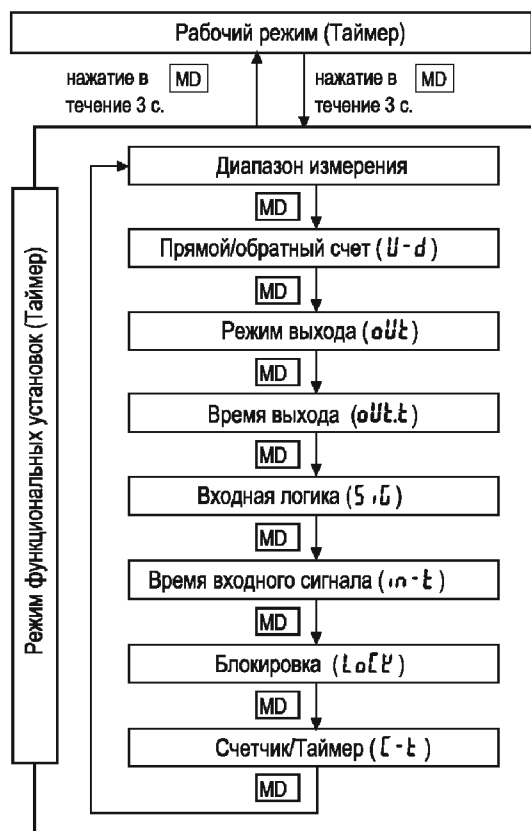 Рабочий режим (Таймер)
нажатие в MD
течение 3 с.
нажатие в MD
течение 3 с.
Режим функциональных установок (Таймер)
Диапазон измерения
MD
Прямой/обратный счет (U-d)
MD
Режим выхода (oUt)
MD
Время выхода (oUt.t)
MD
Входная логика (SiG)
MD
Время входного сигнала (in-t)
MD
Блокировка (LoCK)
MD
Счетчик/Таймер (C-t)
MD